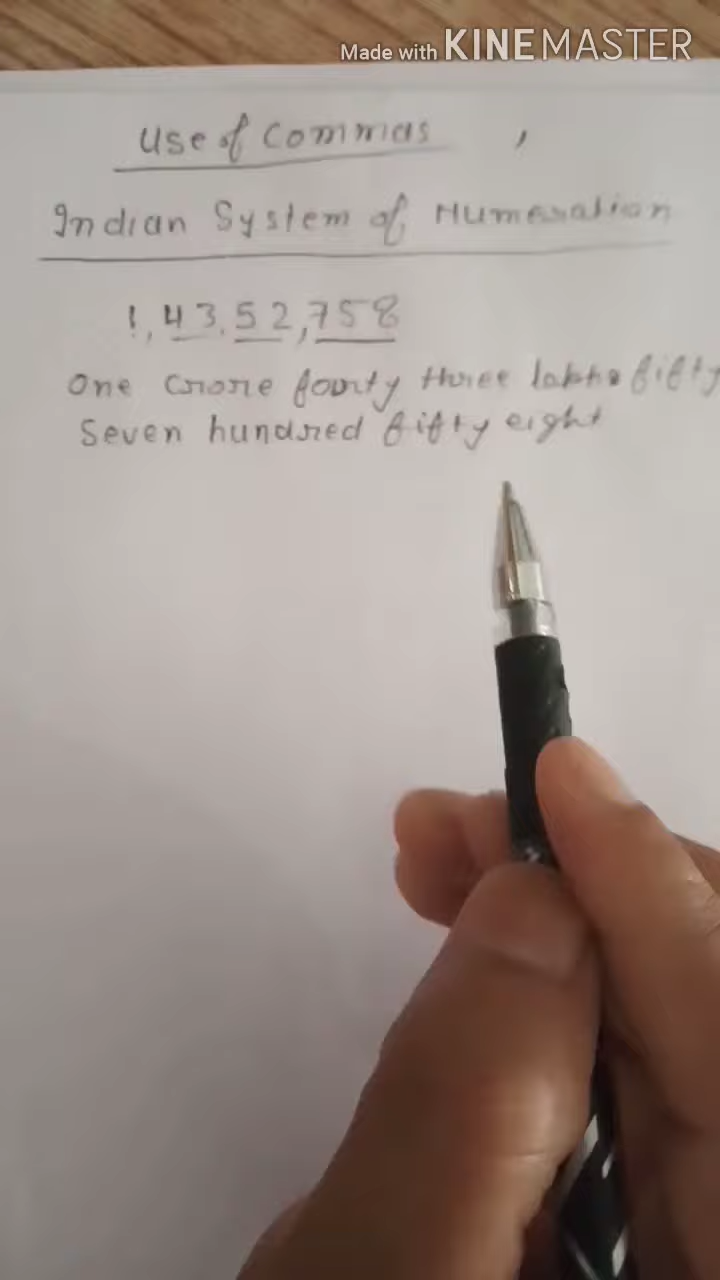 Made with KINEMASTER
Use of Commas ,
Indian System of Numeration
1,43,52,758
One Crore fourty three lakhs fifty
Seven hundred fifty eight